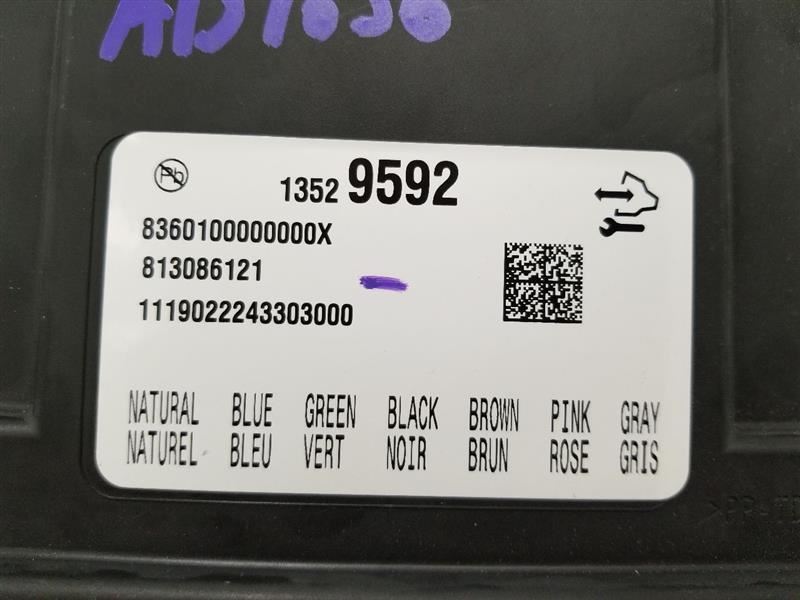 Pb
1352 9592
8360100000000X
813086121
1119022243303000
NATURAL BLUE GREEN BLACK BROWN PINK GRAY
NATUREL BLEU VERT NOIR BRUN ROSE GRIS